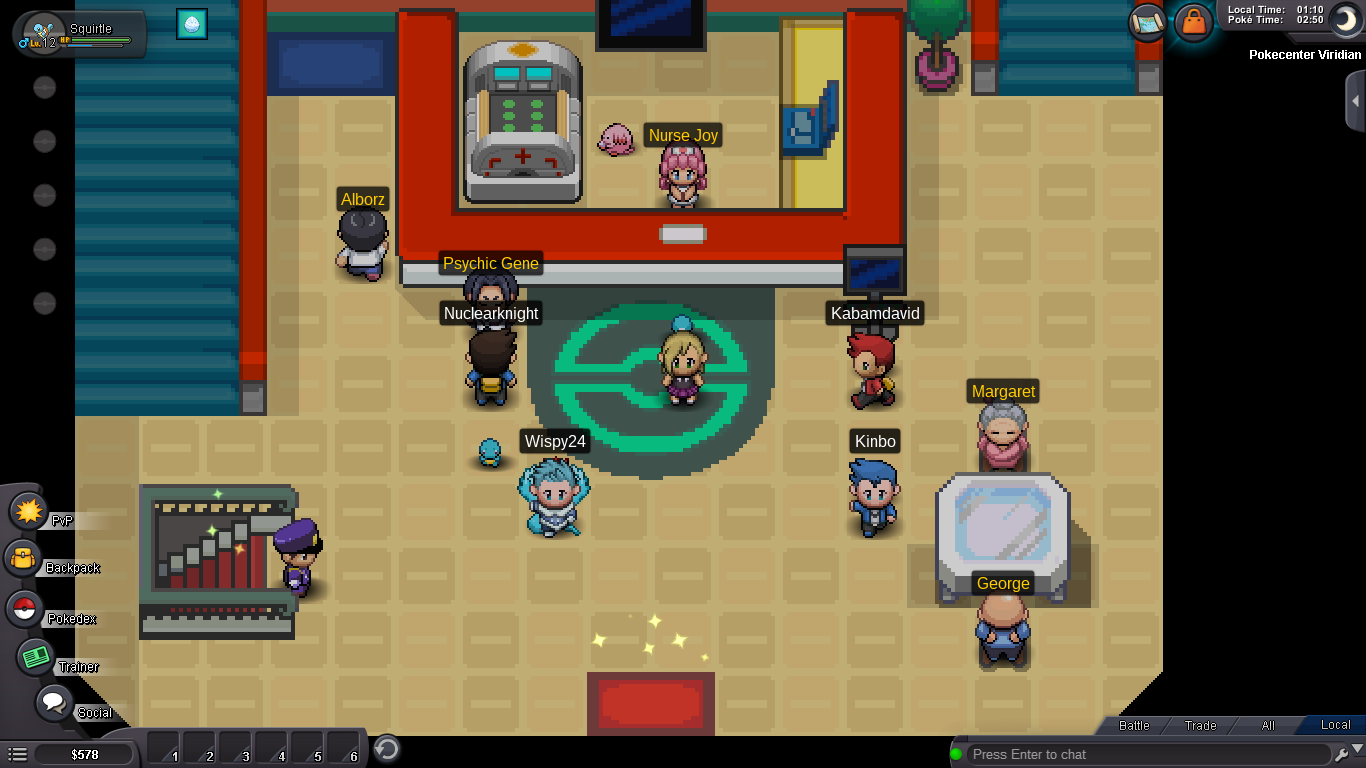 Squirtle
Lv.12 HP
Local Time: 01:10
Poké Time: 02:50
Pokecenter Viridian
Nurse Joy
Alborz
Psychic Gene
Nuclearknight
Kabamdavid
Margaret
Wispy24
Kinbo
George
PvP
Backpack
Pokedex
Trainer
Social
Battle Trade All Local
$578
1 2 3 4 5 6
Press Enter to chat